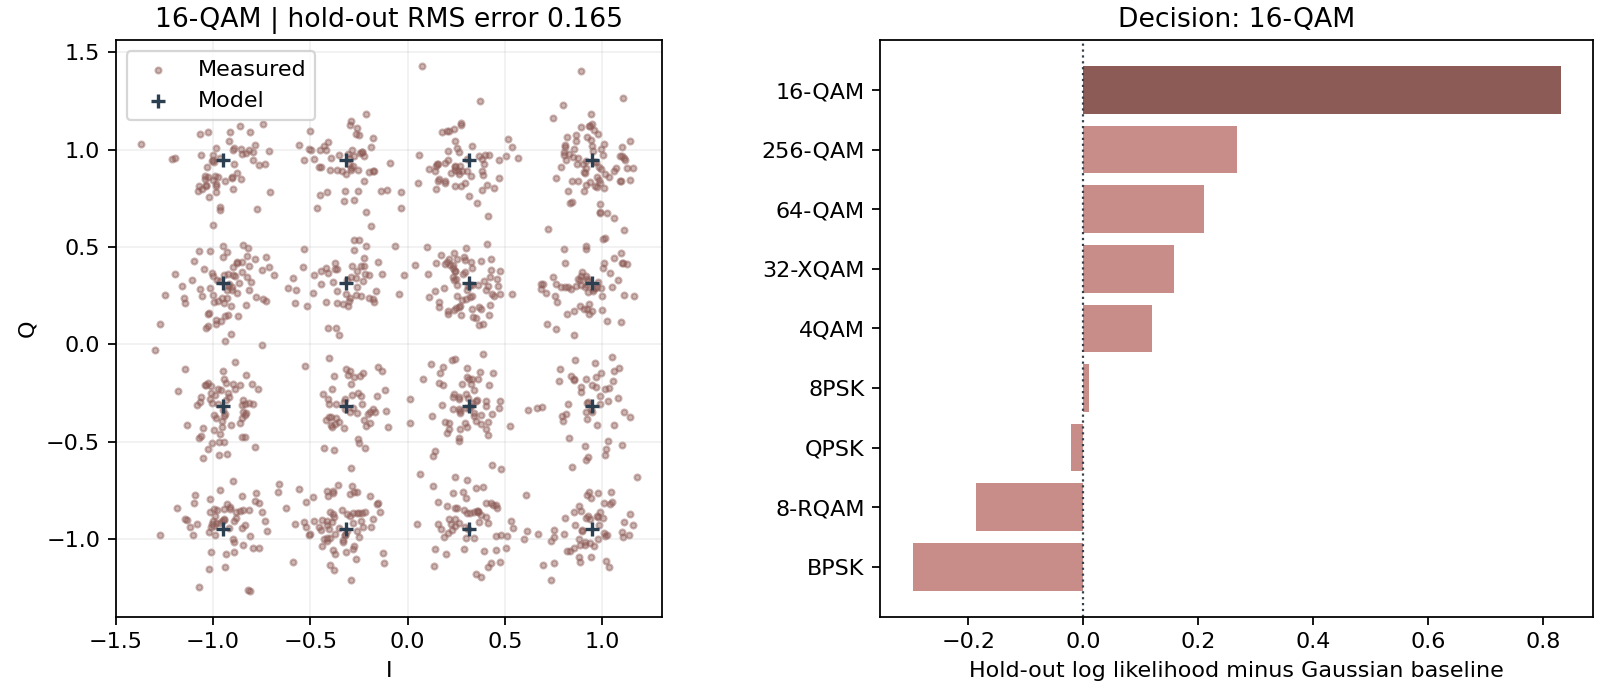 16-QAM | hold-out RMS error 0.165
Measured
Model
1.5
1.0
0.5
0.0
−0.5
−1.0
Q
−1.5
−1.0
−0.5
0.0
0.5
1.0
I
Decision: 16-QAM
16-QAM
256-QAM
64-QAM
32-XQAM
4QAM
8PSK
QPSK
8-RQAM
BPSK
−0.2
0.0
0.2
0.4
0.6
0.8
Hold-out log likelihood minus Gaussian baseline